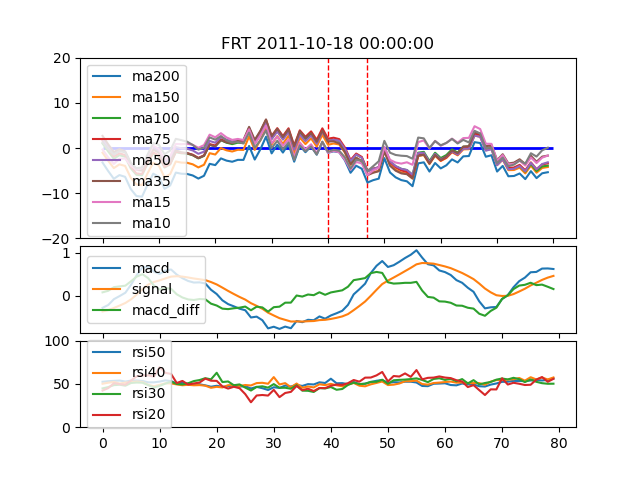 FRT 2011-10-18 00:00:00
20
10
0
−10
−20
ma200
ma150
ma100
ma75
ma50
ma35
ma15
ma10
1
0
macd
signal
macd_diff
100
50
0
rsi50
rsi40
rsi30
rsi20
0 10 20 30 40 50 60 70 80